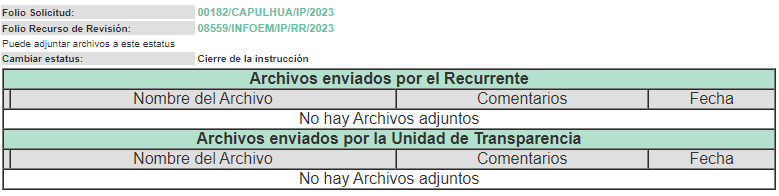 Folio Solicitud: 00182/CAPULHUA/IP/2023
Folio Recurso de Revisión: 08559/INFOEM/IP/RR/2023
Puede adjuntar archivos a este estatus
Cambiar estatus: Cierre de la instrucción
Archivos enviados por el Recurrente
Nombre del Archivo Comentarios Fecha
No hay Archivos adjuntos
Archivos enviados por la Unidad de Transparencia
Nombre del Archivo Comentarios Fecha
No hay Archivos adjuntos